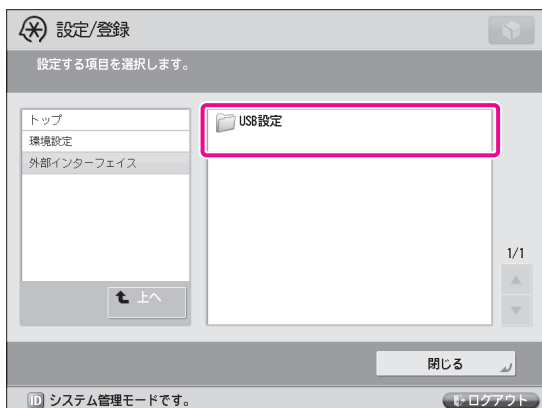 設定/登録
設定する項目を選択します。
トップ
環境設定
外部インターフェイス
USB設定
1/1
上へ
閉じる
ID システム管理モードです。
ログアウト